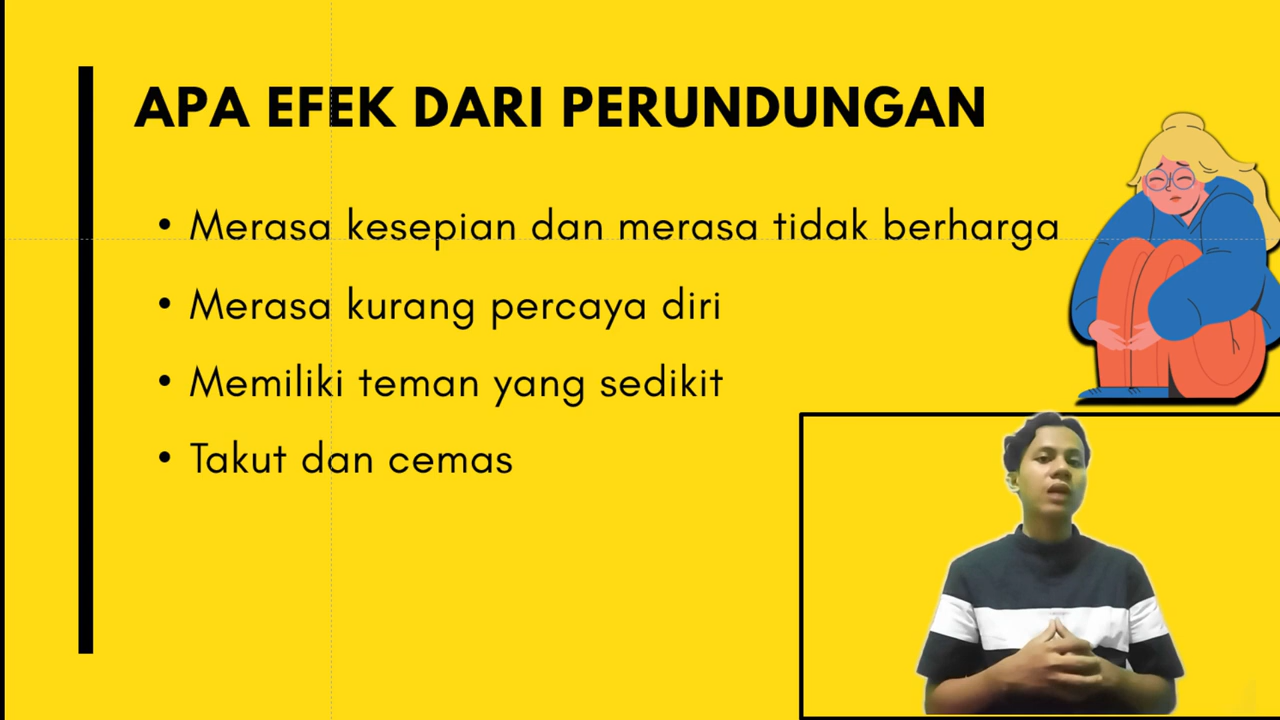 APA EFEK DARI PERUNDUNGAN
• Merasa kesepian dan merasa tidak berharga
• Merasa kurang percaya diri
• Memiliki teman yang sedikit
• Takut dan cemas